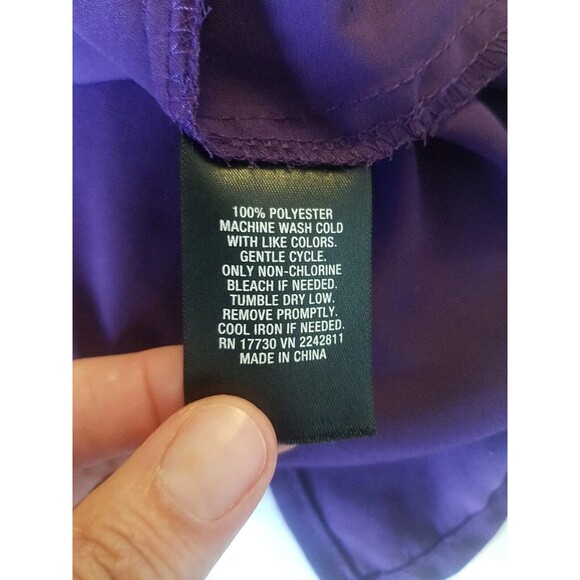 100% POLYESTER
MACHINE WASH COLD
WITH LIKE COLORS.
GENTLE CYCLE.
ONLY NON-CHLORINE
BLEACH IF NEEDED.
TUMBLE DRY LOW.
REMOVE PROMPTLY.
COOL IRON IF NEEDED.
RN 17730 VN 2242811
MADE IN CHINA